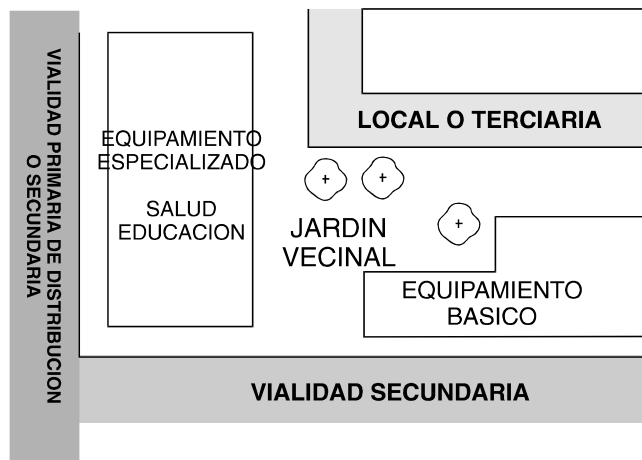 VIALIDAD PRIMARIA DE DISTRIBUCION
O SECUNDARIA
EQUIPAMIENTO
ESPECIALIZADO
SALUD
EDUCACION
LOCAL O TERCIARIA
JARDIN
VECINAL
EQUIPAMIENTO
BASICO
VIALIDAD SECUNDARIA